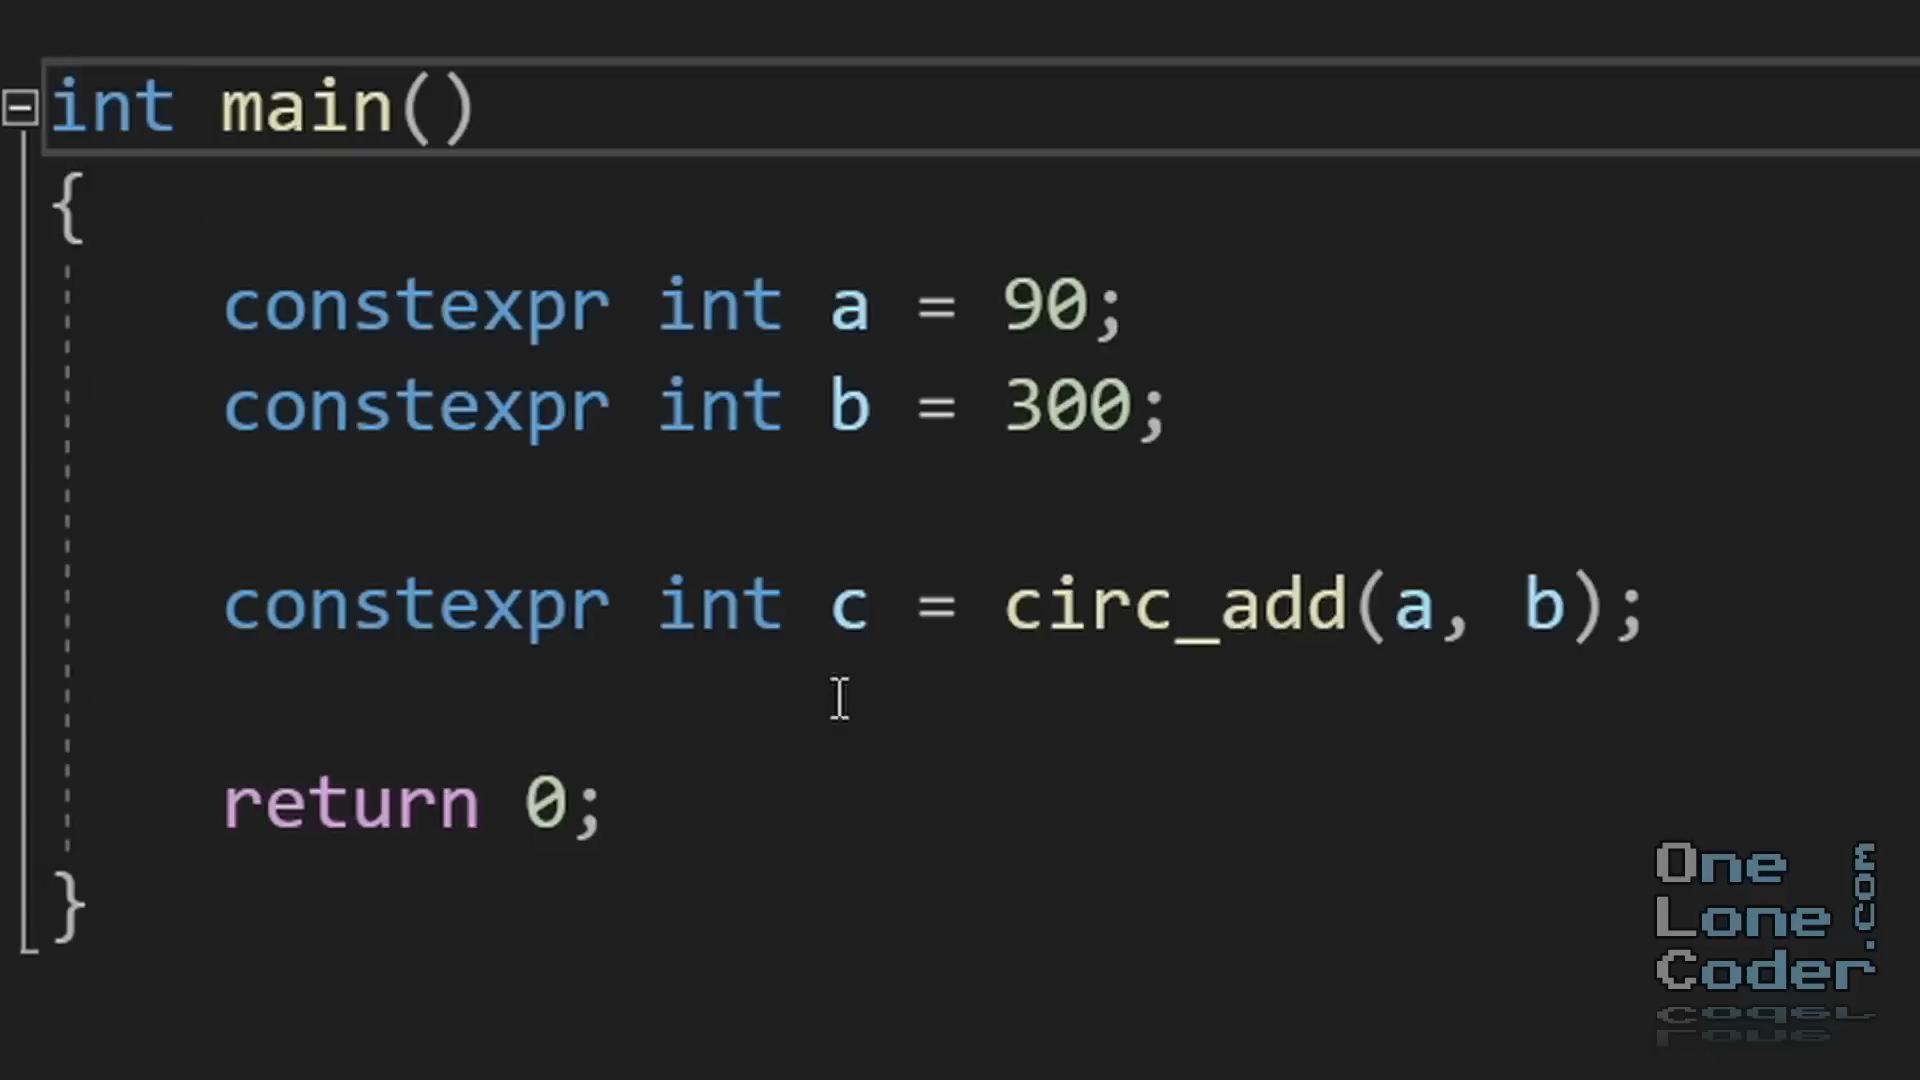 int main()
{
constexpr int a = 90;
constexpr int b = 300;
constexpr int c = circ_add(a, b);
return 0;
}
One
Lone
Coder
.com